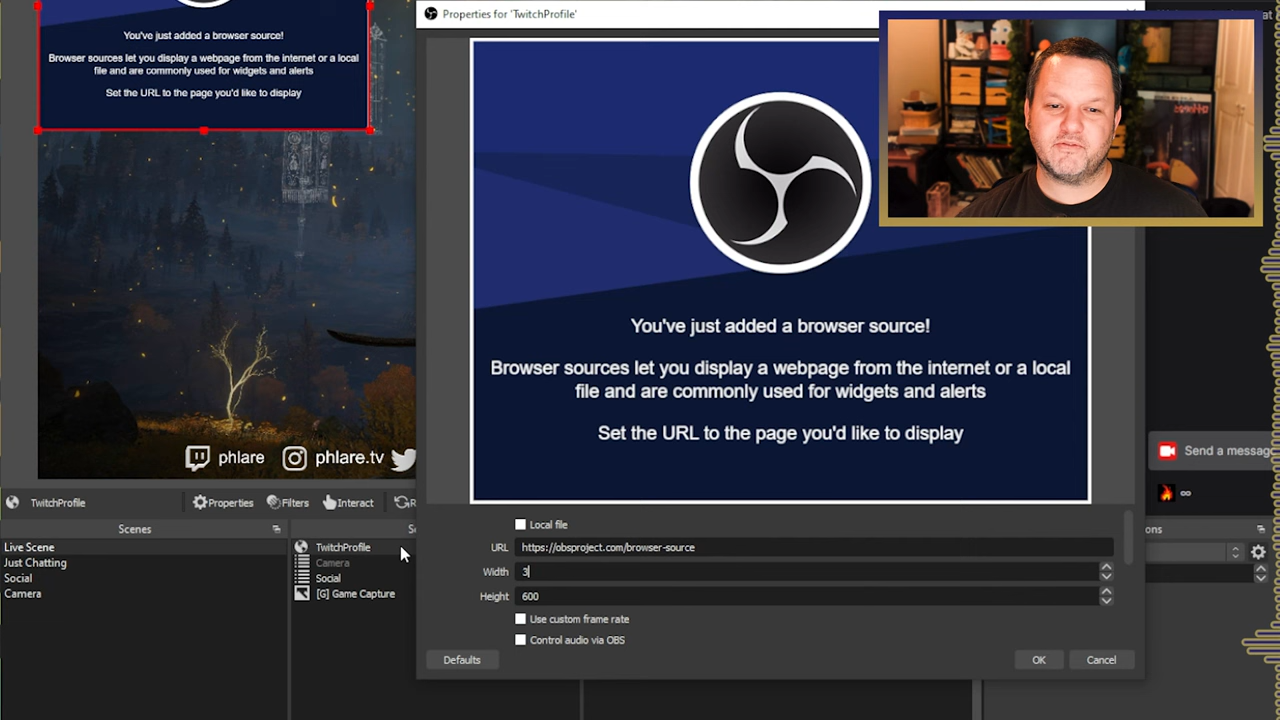 Properties for 'TwitchProfile'
You've just added a browser source!
Browser sources let you display a webpage from the internet or a local
file and are commonly used for widgets and alerts
Set the URL to the page you'd like to display
You've just added a browser source!
Browser sources let you display a webpage from the internet or a local
file and are commonly used for widgets and alerts
Set the URL to the page you'd like to display
phlare
phlare.tv
Send a message
∞
TwitchProfile
Properties
Filters
Interact
R
Scenes
Live Scene
Just Chatting
Social
Camera
So
TwitchProfile
Camera
Social
[G] Game Capture
Local file
URL
https://obsproject.com/browser-source
Width
3
Height
600
Use custom frame rate
Control audio via OBS
Defaults
OK
Cancel
ons